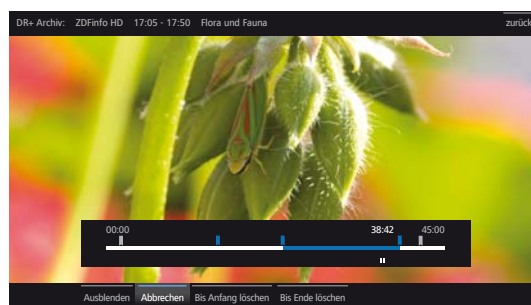 DR+ Archiv: ZDFinfo HD 17:05 - 17:50 Flora und Fauna zurück
00:00 38:42 45:00
Ausblenden Abbrechen Bis Anfang löschen Bis Ende löschen